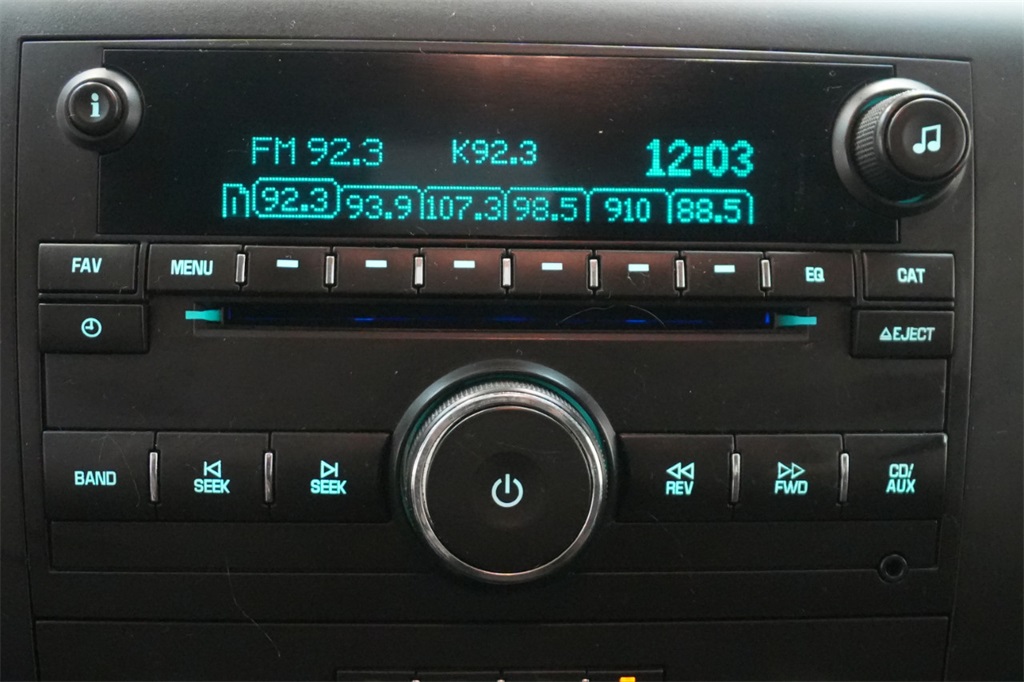 i
FM 92.3 K92.3 12:03
92.3 93.9 107.3 98.5 910 88.5
FAV MENU EQ CAT
EJECT
BAND SEEK SEEK REV FWD CD/
AUX